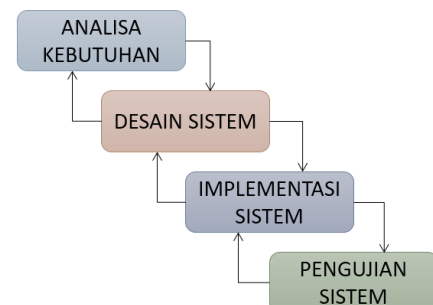 ANALISA
KEBUTUHAN
DESAIN SISTEM
IMPLEMENTASI
SISTEM
PENGUJIAN
SISTEM